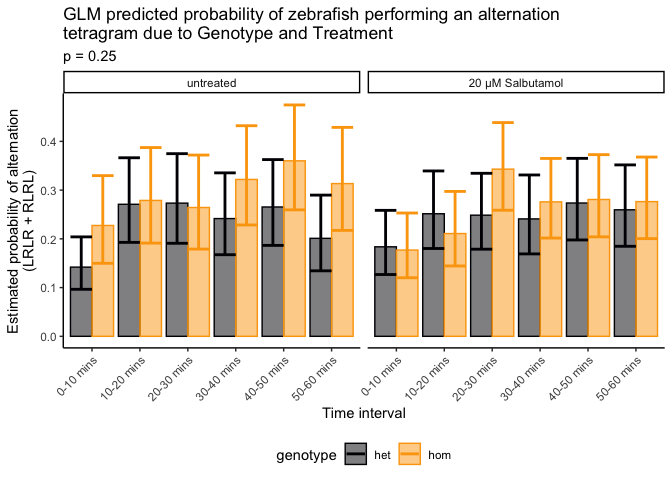 GLM predicted probability of zebrafish performing an alternation
tetragram due to Genotype and Treatment
p = 0.25
untreated
20 µM Salbutamol
Estimated probability of alternation
(LRLR + RLRL)
0.4
0.3
0.2
0.1
0.0
0-10 mins
10-20 mins
20-30 mins
30-40 mins
40-50 mins
50-60 mins
0-10 mins
10-20 mins
20-30 mins
30-40 mins
40-50 mins
50-60 mins
Time interval
genotype
het
hom